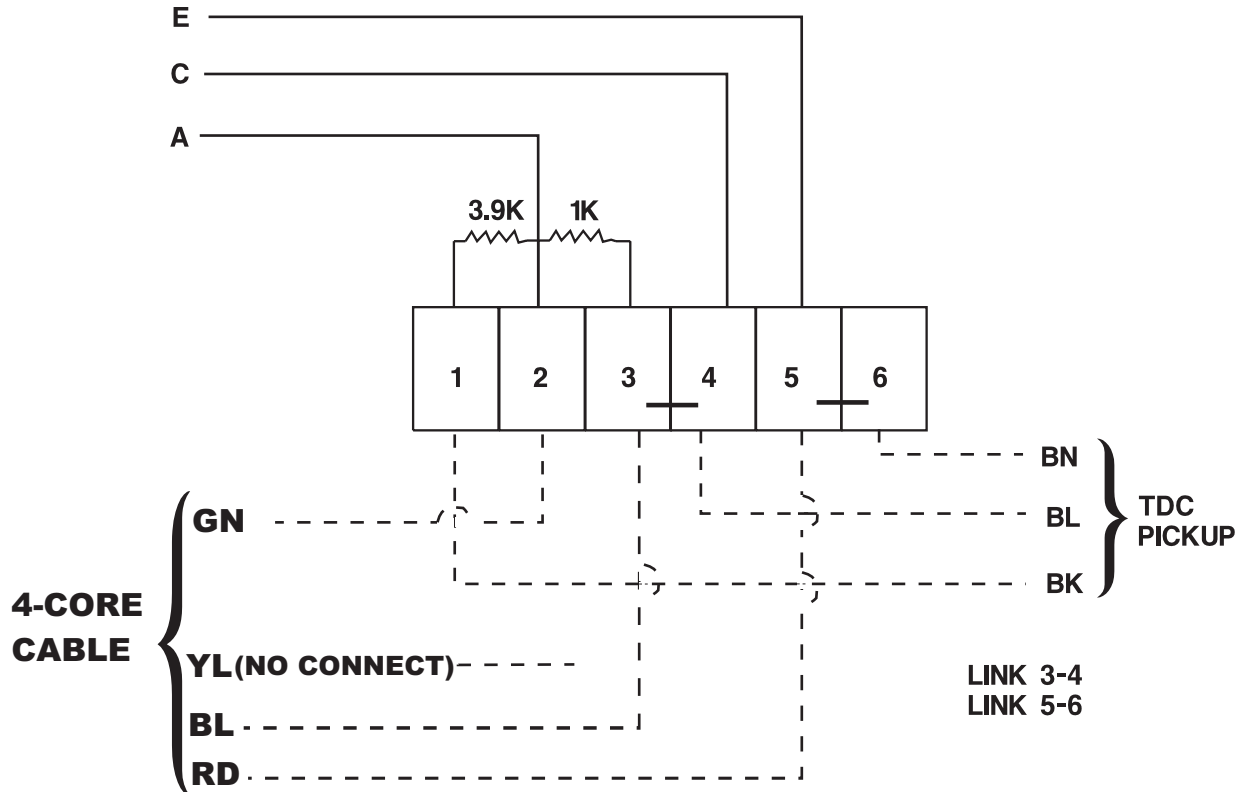 E
C
A
3.9K 1K
1 2 3 4 5 6
BN
GN
BL
TDC
PICKUP
BK
4-CORE
CABLE
YL(NO CONNECT)
LINK 3-4
LINK 5-6
BL
RD